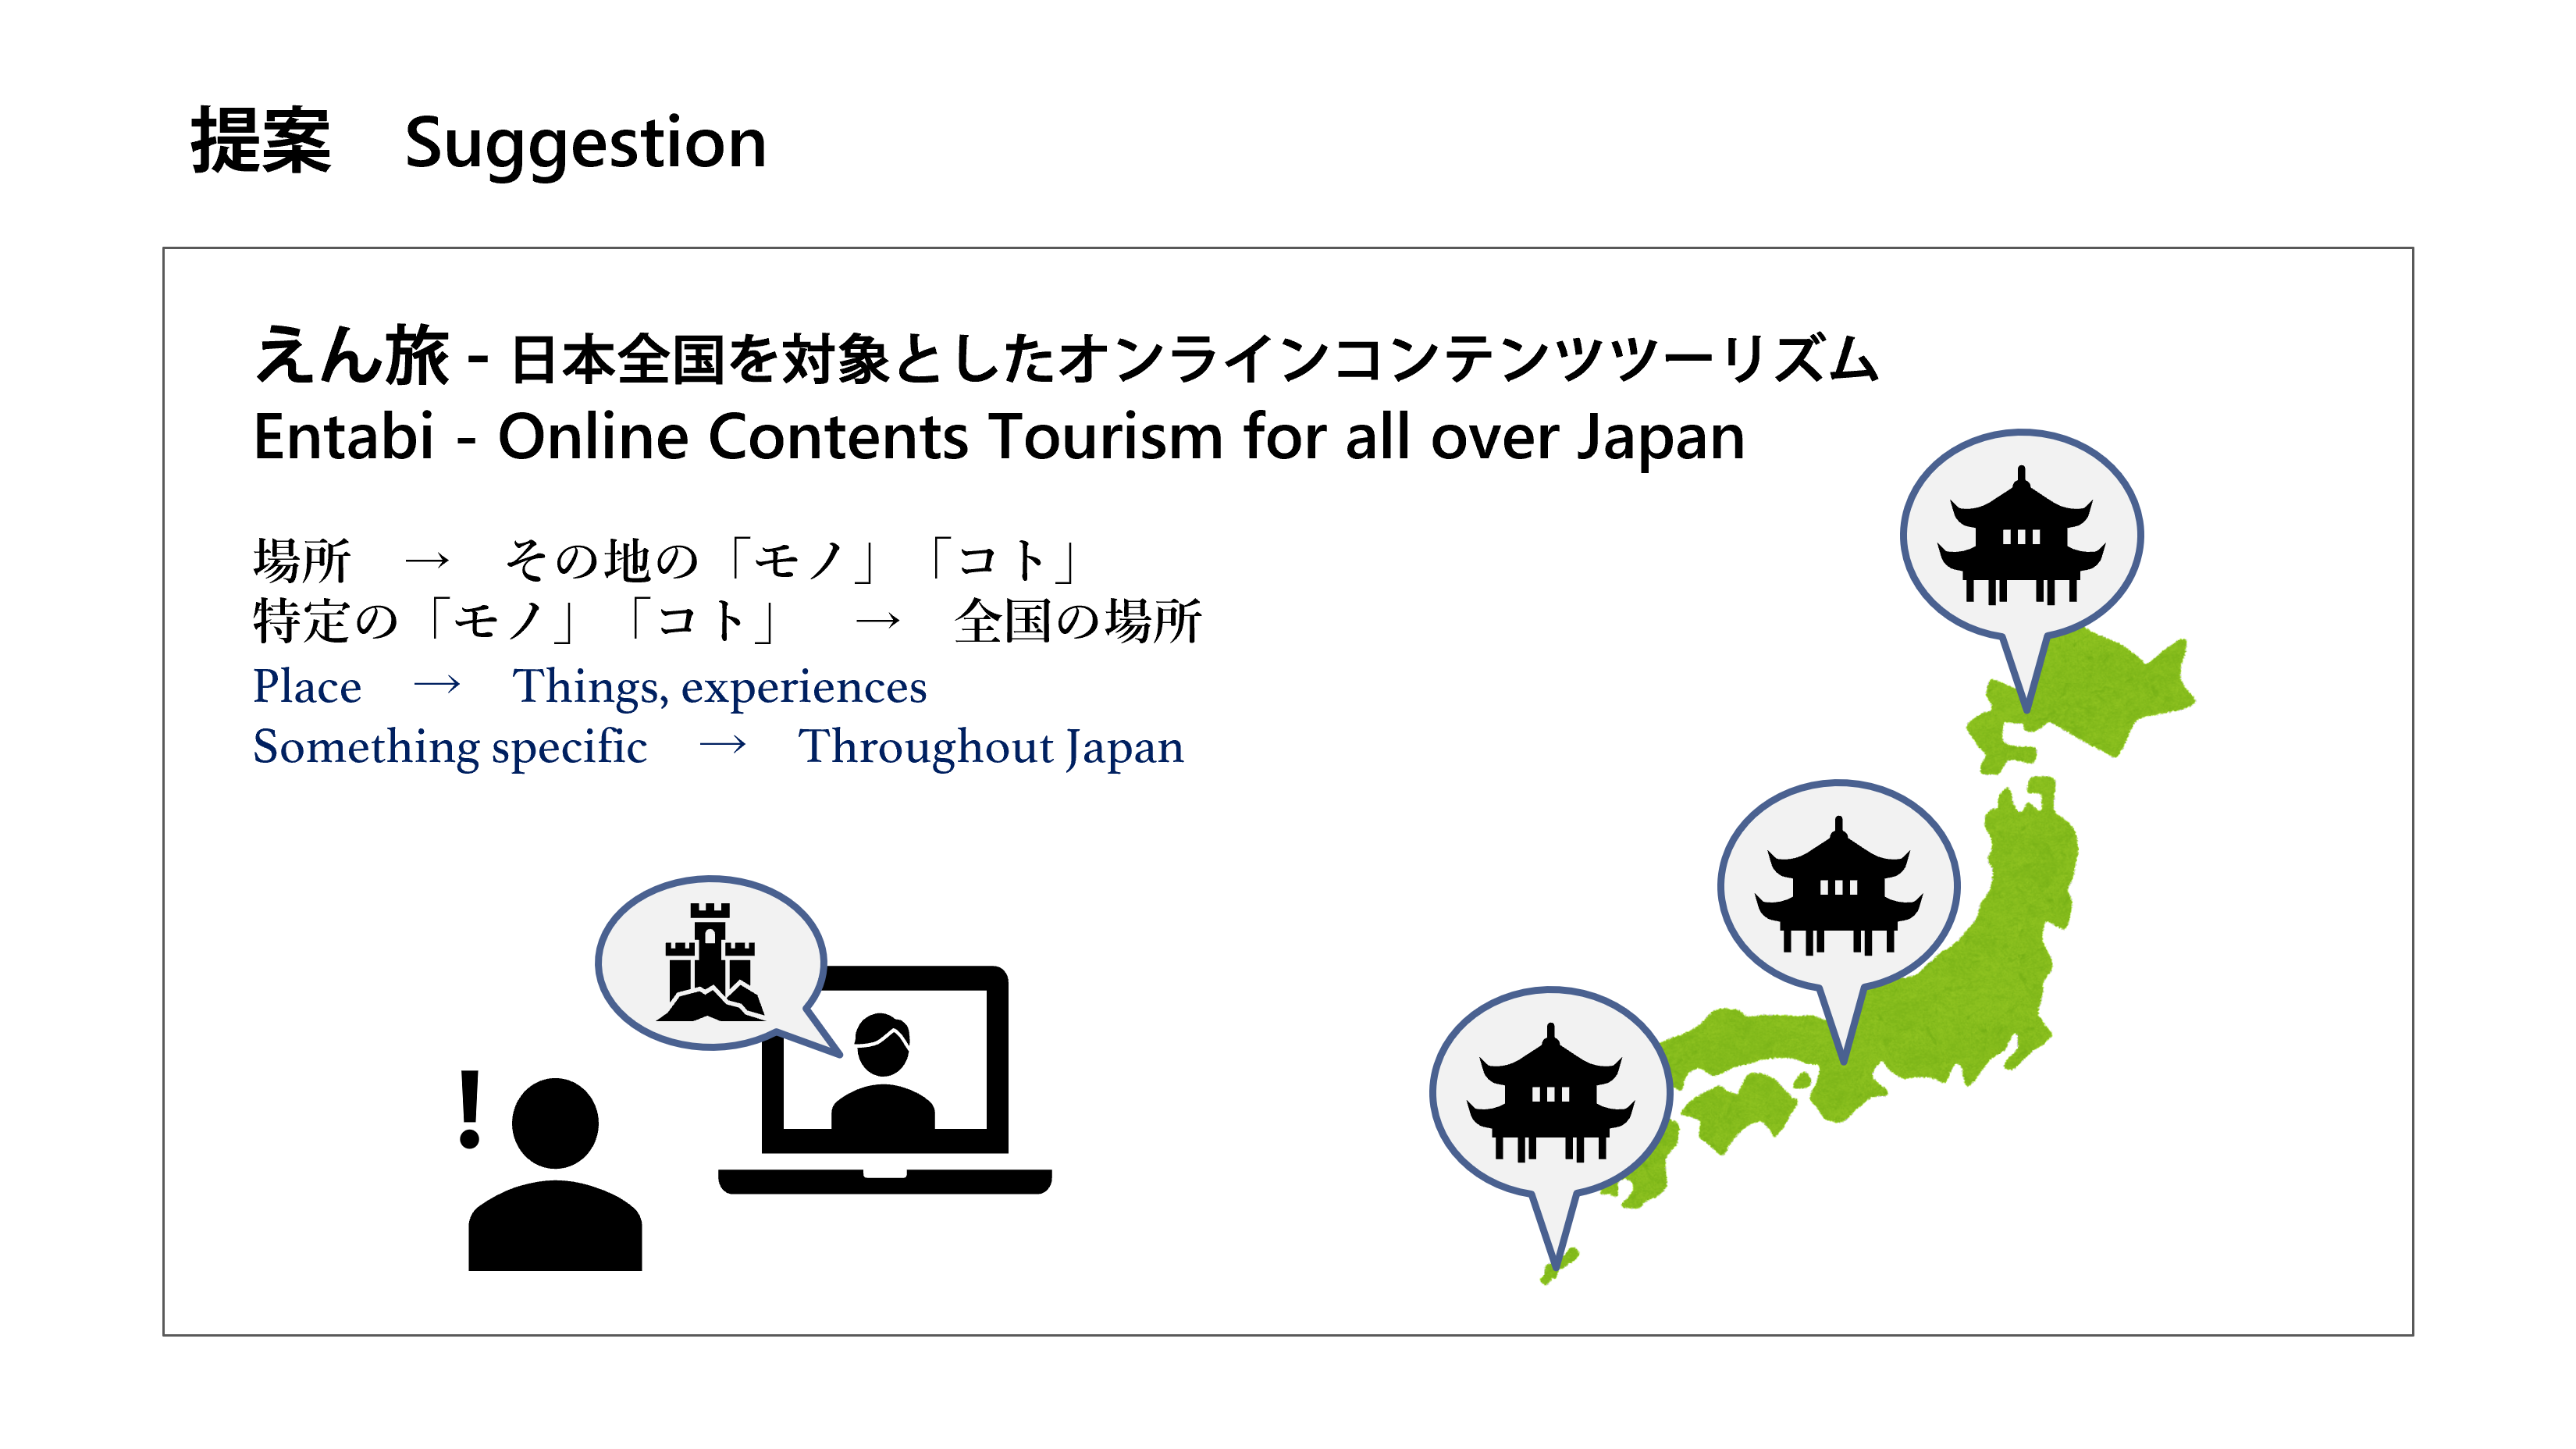 提案　Suggestion
えん旅 - 日本全国を対象としたオンラインコンテンツツーリズム
Entabi - Online Contents Tourism for all over Japan
場所　→　その地の「モノ」「コト」
特定の「モノ」「コト」　→　全国の場所
Place　→　Things, experiences
Something specific　→　Throughout Japan
!